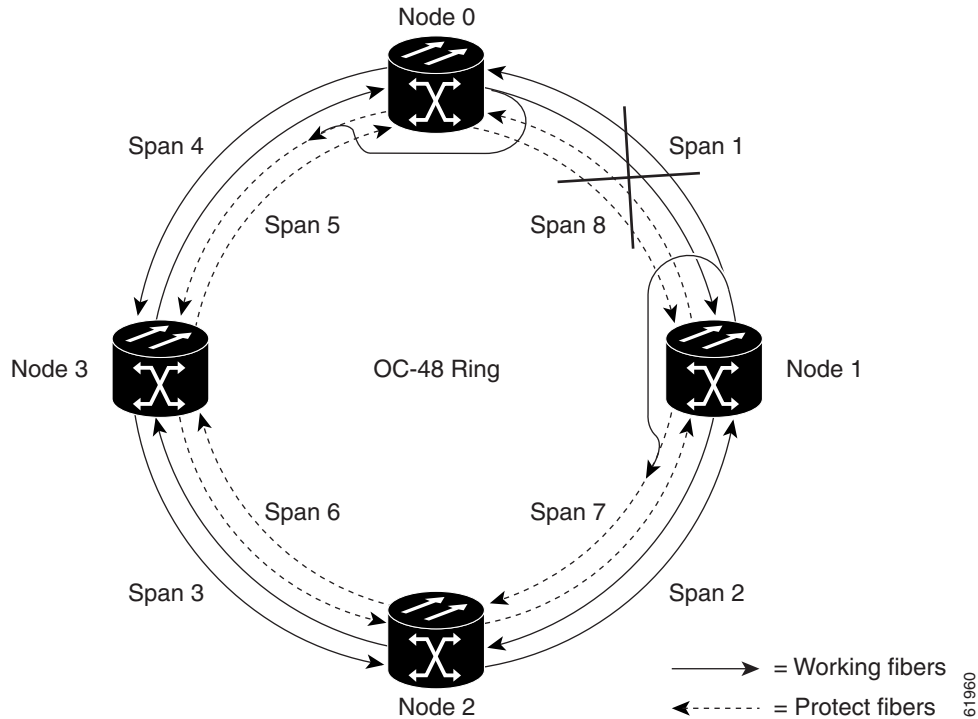 Node 0
Span 4
Span 1
Span 5
Span 8
Node 3
OC-48 Ring
Node 1
Span 6
Span 7
Span 3
Span 2
Node 2
= Working fibers
= Protect fibers
61960